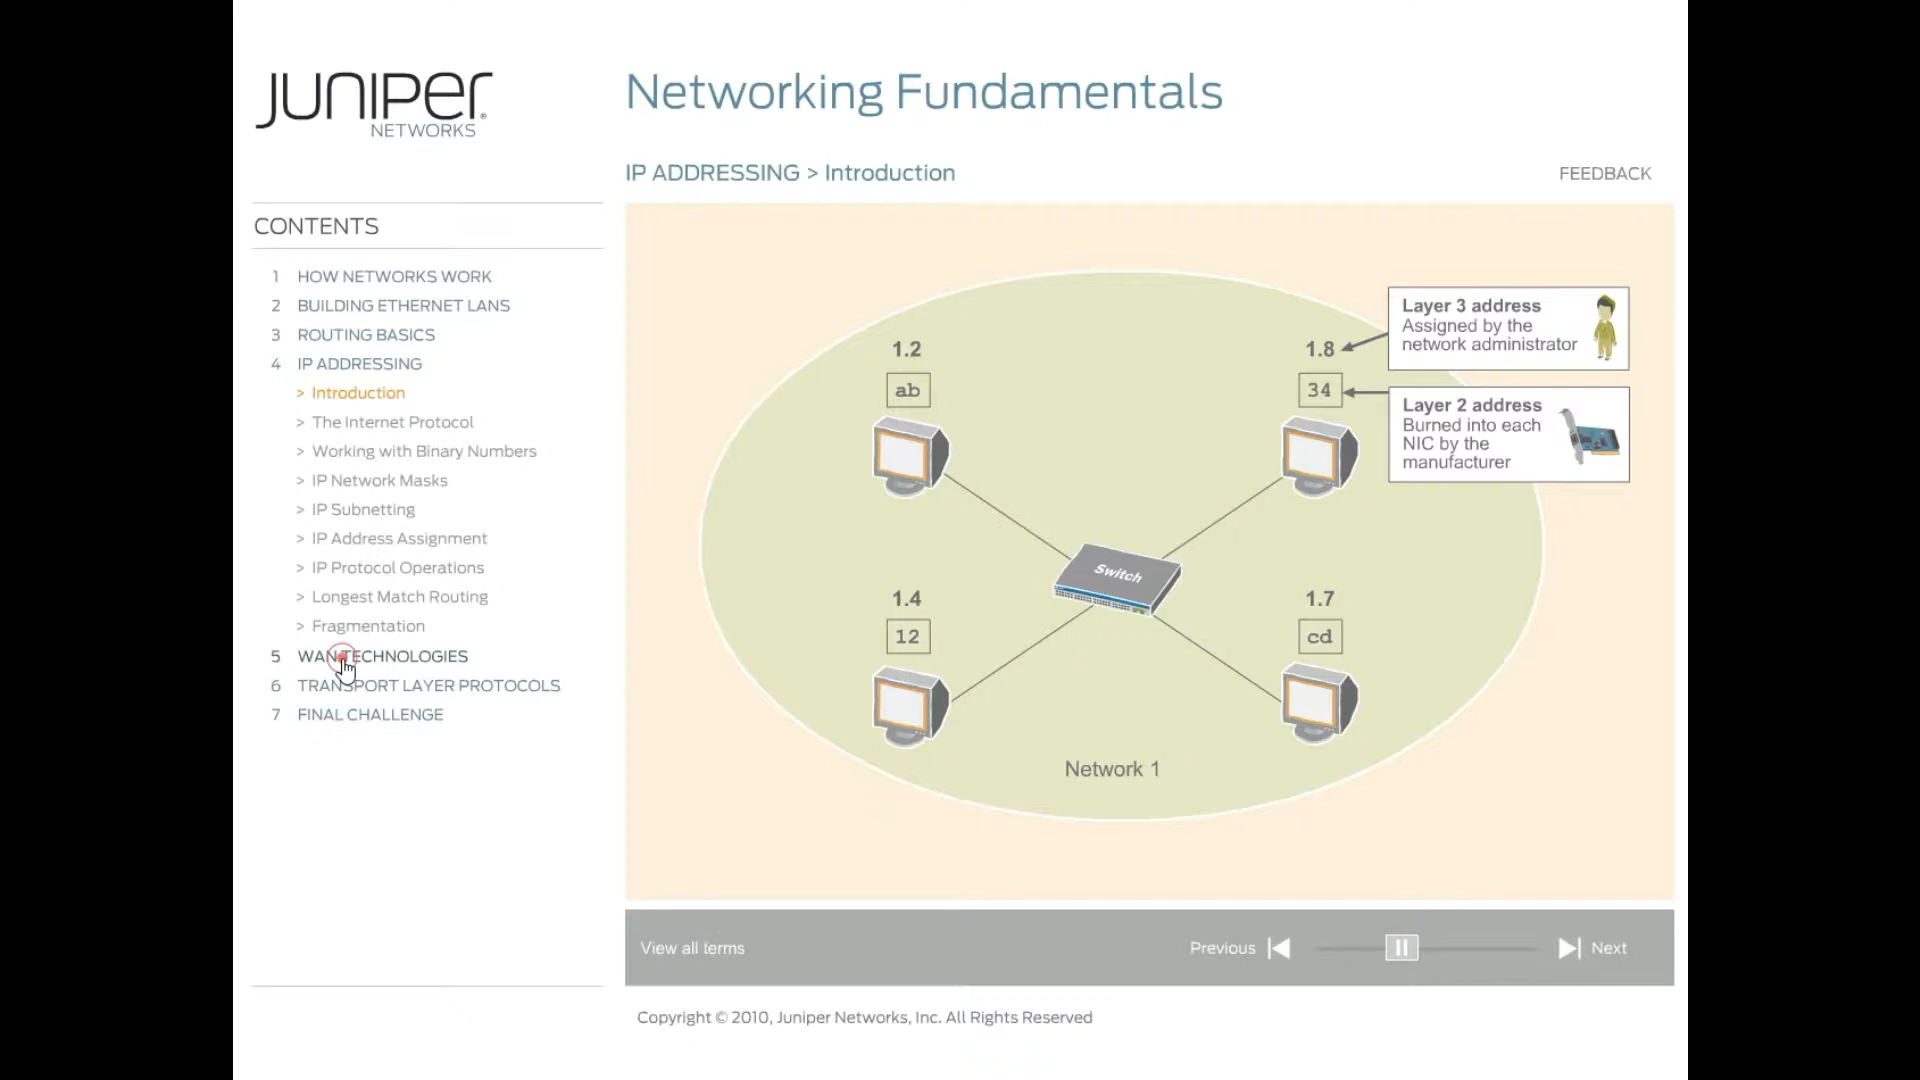 JUNIPER
NETWORKS
Networking Fundamentals
IP ADDRESSING > Introduction
FEEDBACK
CONTENTS
1 HOW NETWORKS WORK
2 BUILDING ETHERNET LANS
3 ROUTING BASICS
4 IP ADDRESSING
> Introduction
> The Internet Protocol
> Working with Binary Numbers
> IP Network Masks
> IP Subnetting
> IP Address Assignment
> IP Protocol Operations
> Longest Match Routing
> Fragmentation
5 WAN TECHNOLOGIES
6 TRANSPORT LAYER PROTOCOLS
7 FINAL CHALLENGE
1.2
ab
1.8
34
Layer 3 address
Assigned by the
network administrator
Layer 2 address
Burned into each
NIC by the
manufacturer
Switch
1.4
12
1.7
cd
Network 1
View all terms
Previous
Next
Copyright © 2010, Juniper Networks, Inc. All Rights Reserved